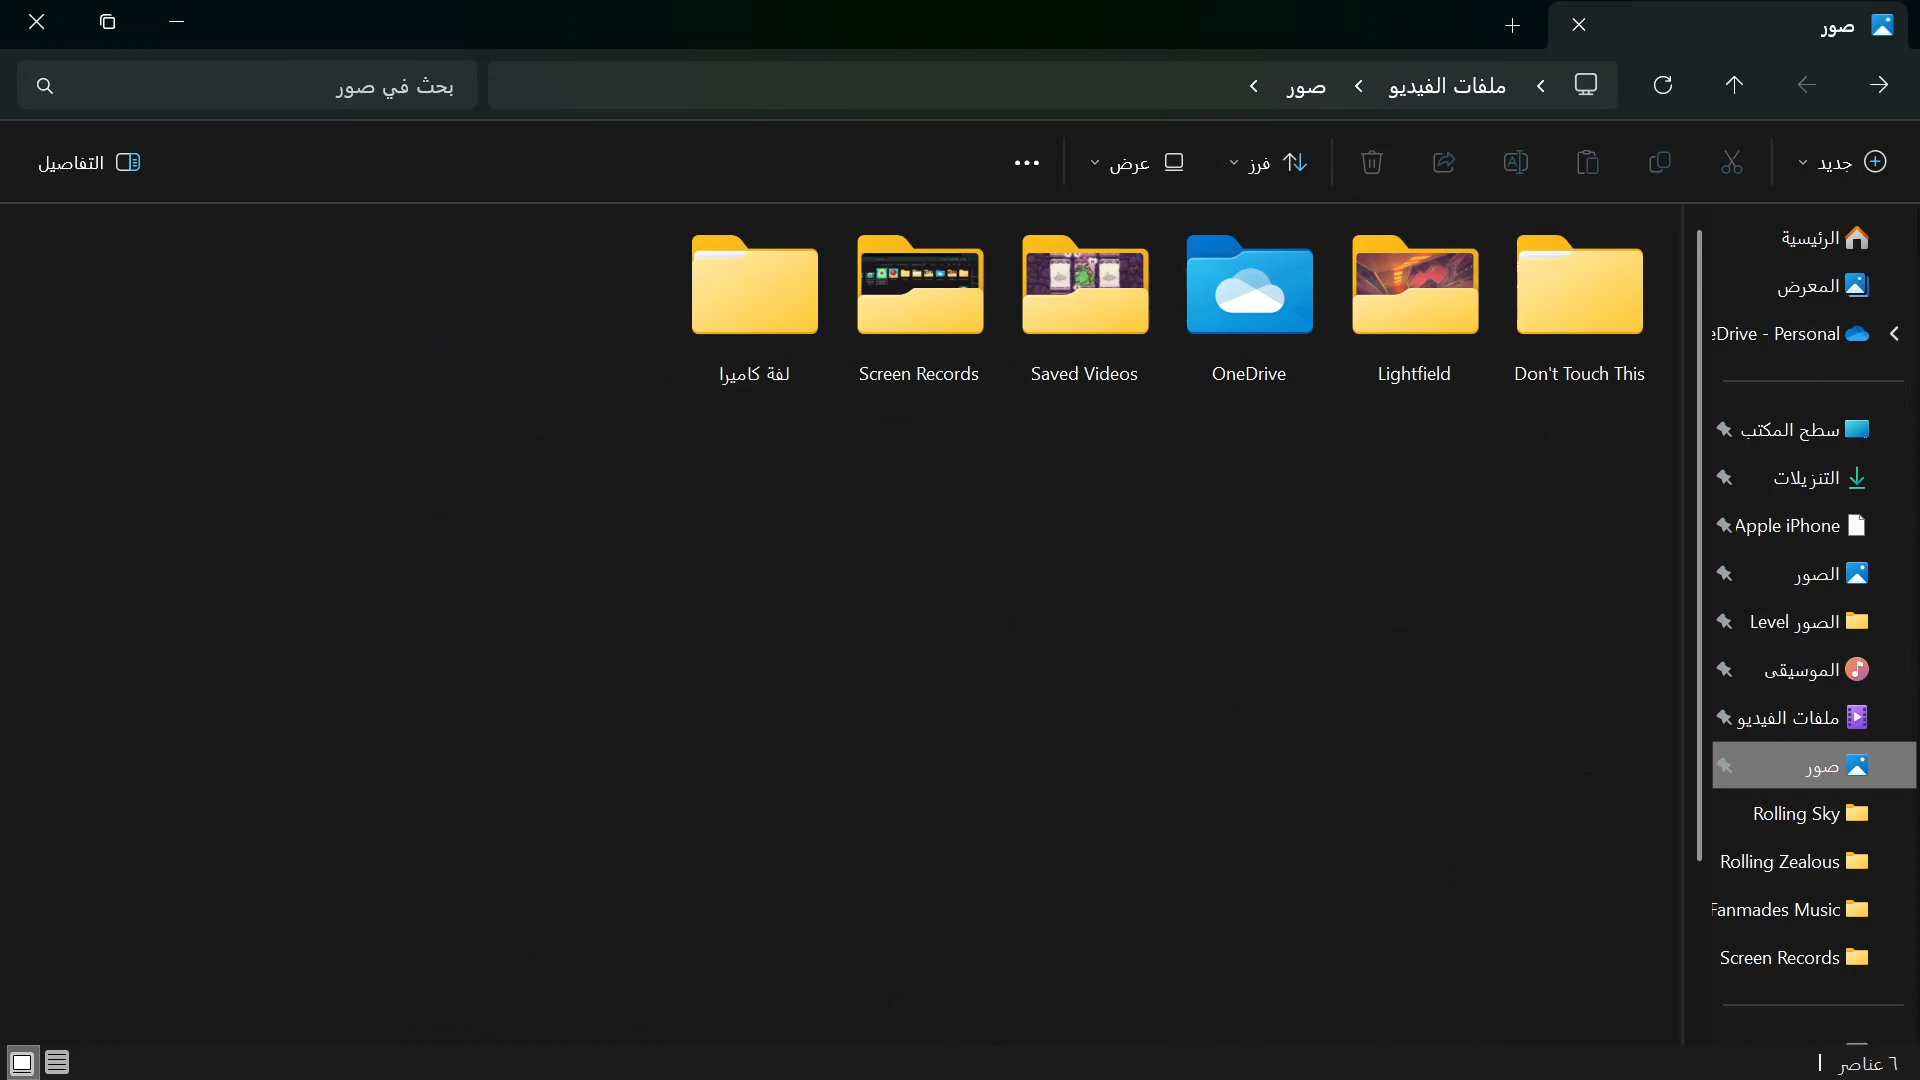 صور
ملفات الفيديو
صور
بحث في صور
جديد
فرز
عرض
التفاصيل
الرئيسية
المعرض
eDrive - Personal
سطح المكتب
التنزيلات
Apple iPhone
الصور
الصور Level
الموسيقى
ملفات الفيديو
صور
Rolling Sky
Rolling Zealous
Fanmades Music
Screen Records
Don't Touch This
Lightfield
OneDrive
Saved Videos
Screen Records
لفة كاميرا
٦ عناصر